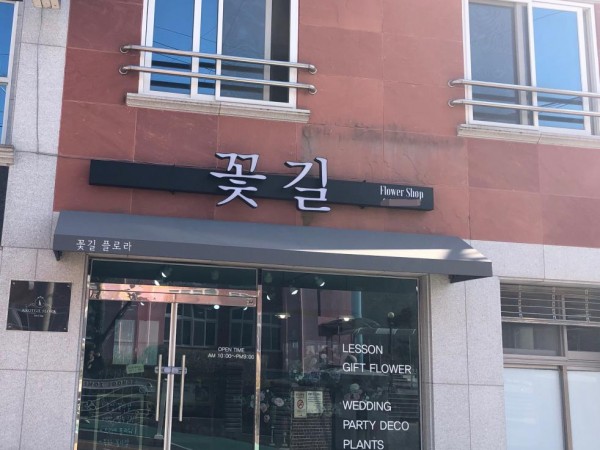 꽃길
Flower Shop
꽃길 플로라
OPEN TIME
AM 10:00~PM9:00
LESSON
GIFT FLOWER
WEDDING
PARTY DECO
PLANTS